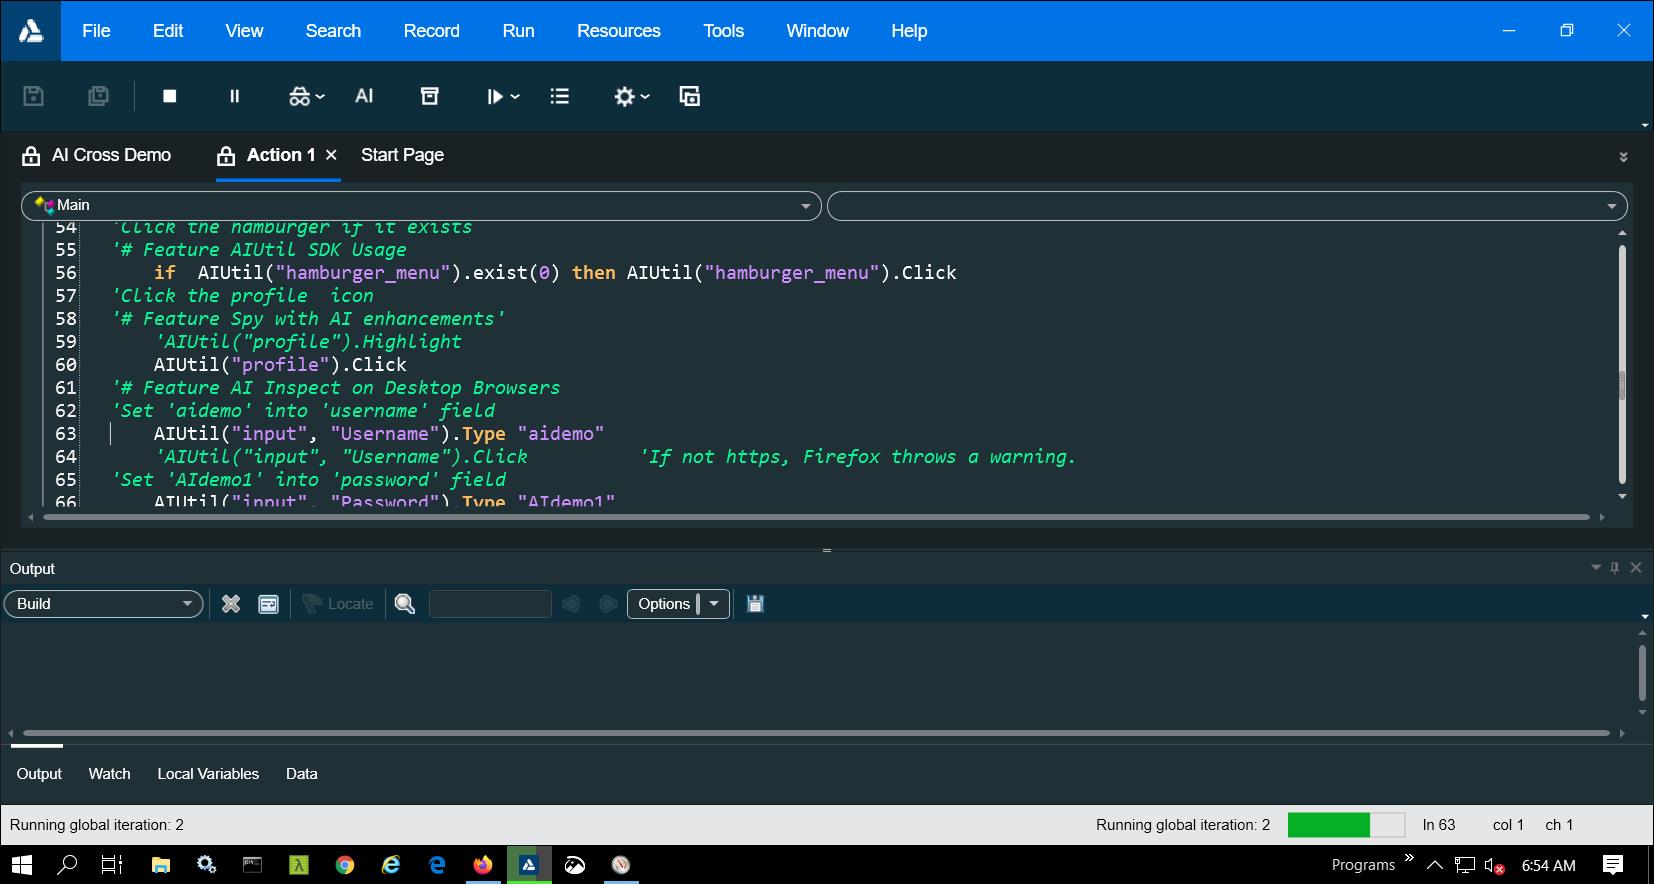 File Edit View Search Record Run Resources Tools Window Help
AI
AI Cross Demo Action 1 Start Page
Main
54 'Click the hamburger if it exists
55 '# Feature AIUtil SDK Usage
56 if  AIUtil("hamburger_menu").exist(0) then AIUtil("hamburger_menu").Click
57 'Click the profile  icon
58 '# Feature Spy with AI enhancements'
59 'AIUtil("profile").Highlight
60 AIUtil("profile").Click
61 '# Feature AI Inspect on Desktop Browsers
62 'Set 'aidemo' into 'username' field
63 AIUtil("input", "Username").Type "aidemo"
64 'AIUtil("input", "Username").Click 'If not https, Firefox throws a warning.
65 'Set 'AIdemo1' into 'password' field
66 AIUtil("input", "Password").Type "AIdemo1"
Output
Build Locate Options
Output Watch Local Variables Data
Running global iteration: 2 Running global iteration: 2 ln 63 col 1 ch 1
Programs 6:54 AM